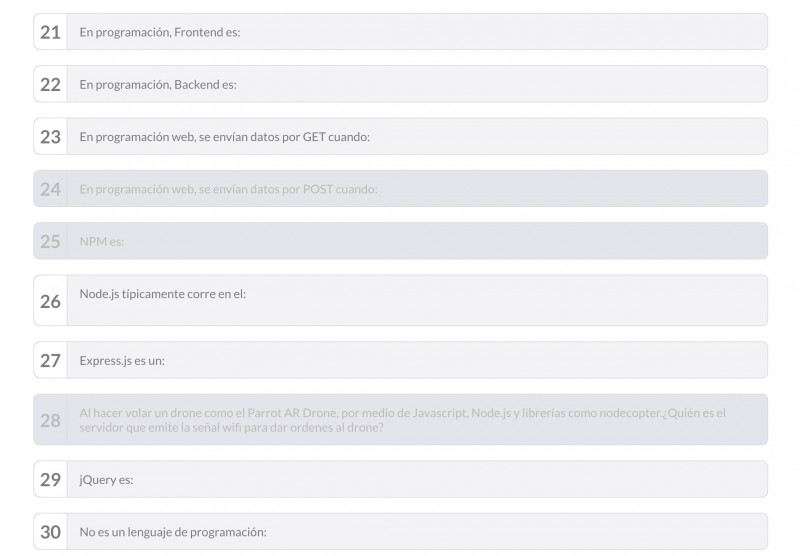 21 En programación, Frontend es:
22 En programación, Backend es:
23 En programación web, se envían datos por GET cuando:
24 En programación web, se envían datos por POST cuando:
25 NPM es:
26 Node.js típicamente corre en el:
27 Express.js es un:
28 Al hacer volar un drone como el Parrot AR Drone, por medio de Javascript, Node.js y librerías como nodecopter.¿Quién es el
servidor que emite la señal wifi para dar ordenes al drone?
29 jQuery es:
30 No es un lenguaje de programación: